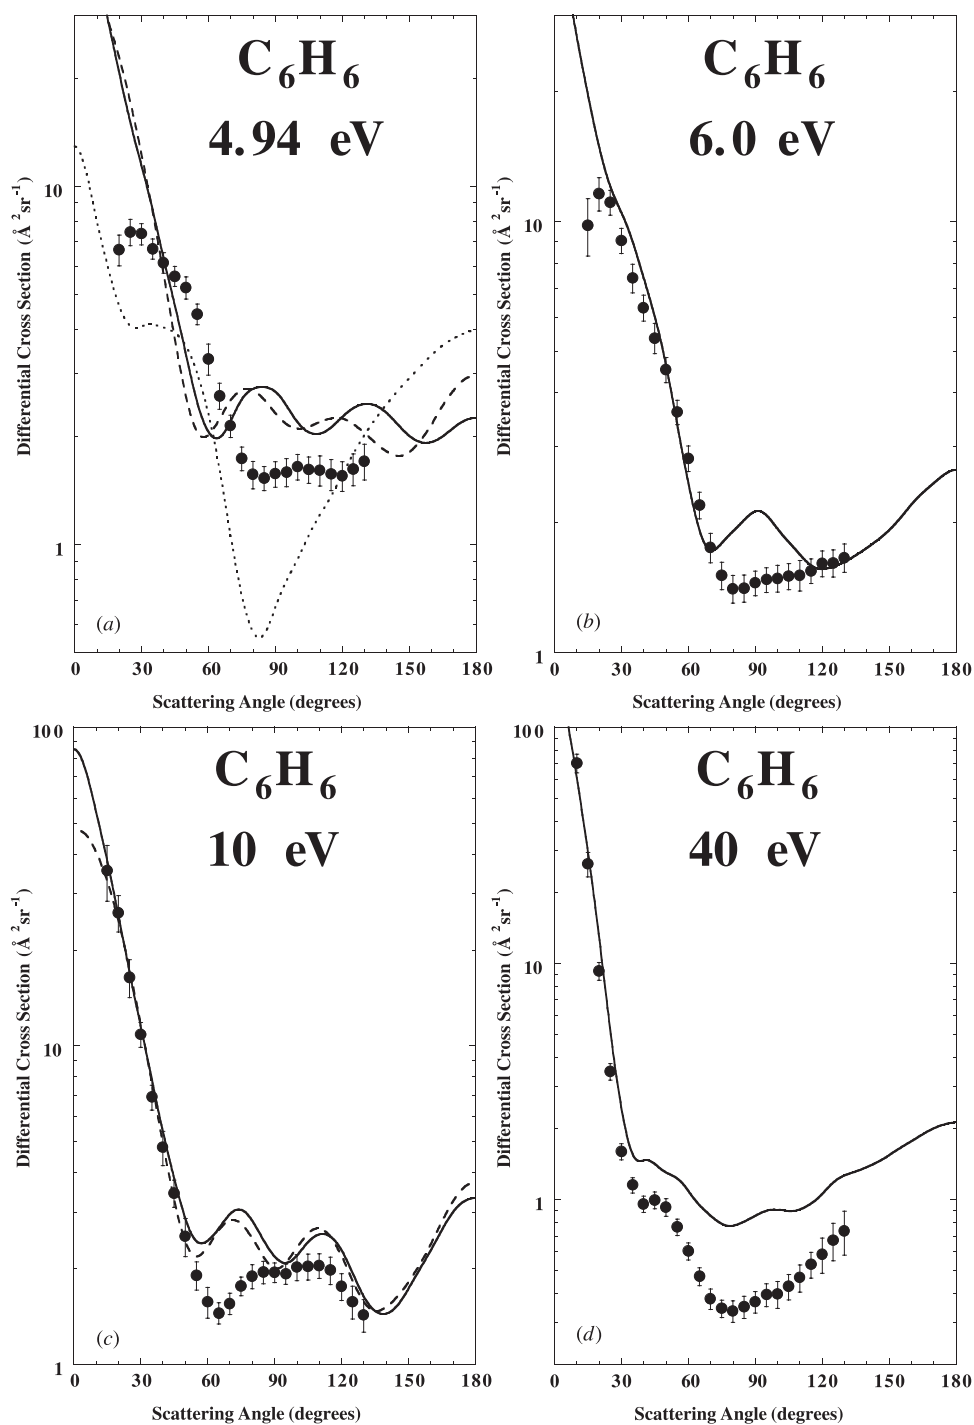 C₆H₆
4.94 eV
Differential Cross Section (Å ²sr⁻¹)
10
1
(a)
0 30 60 90 120 150 180
Scattering Angle (degrees)
C₆H₆
6.0 eV
Differential Cross Section (Å ²sr⁻¹)
10
1
(b)
0 30 60 90 120 150 180
Scattering Angle (degrees)
C₆H₆
10 eV
Differential Cross Section (Å ²sr⁻¹)
100
10
1
(c)
0 30 60 90 120 150 180
Scattering Angle (degrees)
C₆H₆
40 eV
Differential Cross Section (Å ²sr⁻¹)
100
10
1
(d)
0 30 60 90 120 150 180
Scattering Angle (degrees)